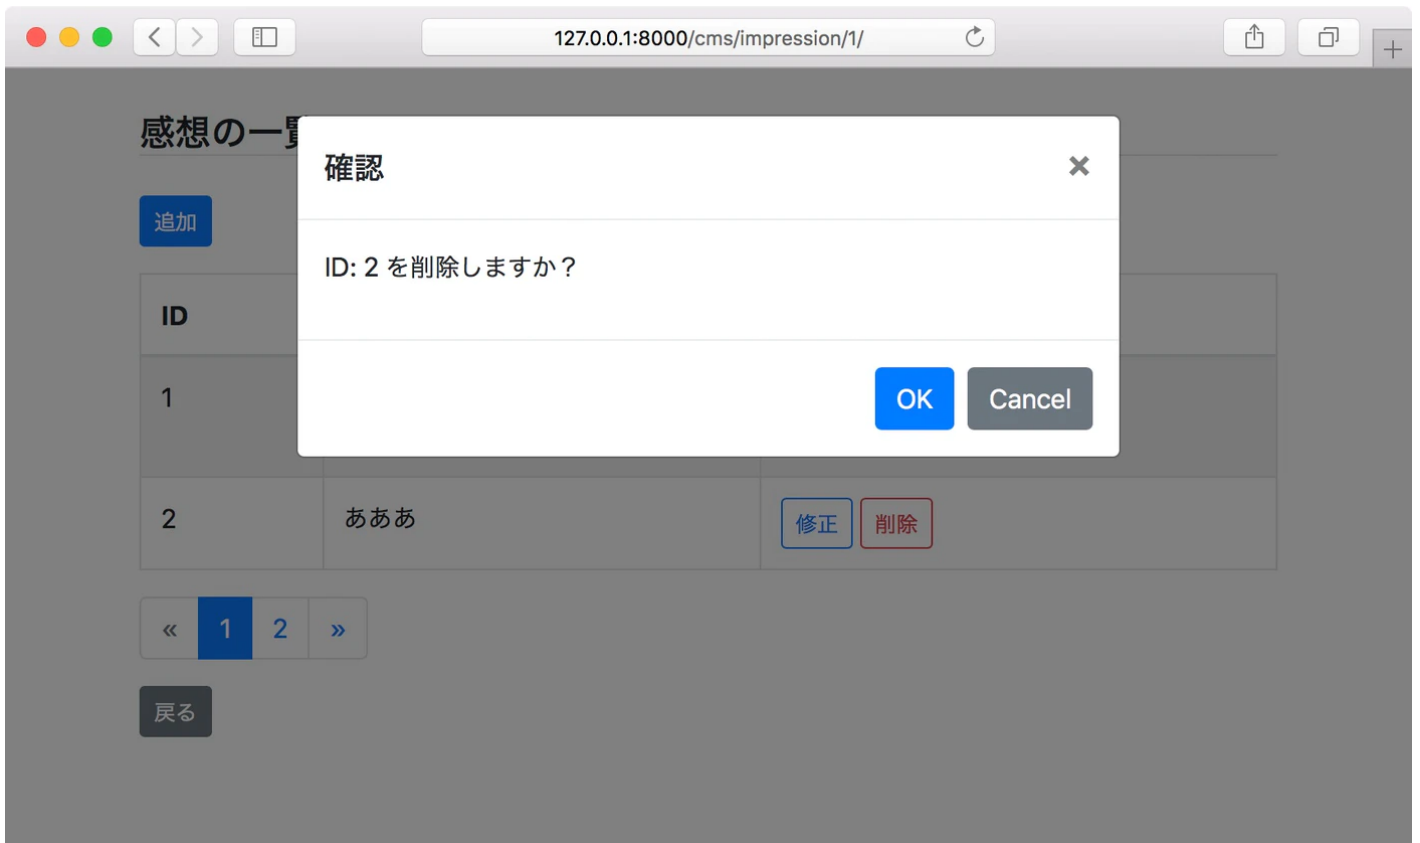 127.0.0.1:8000/cms/impression/1/
感想の一
確認
×
追加
ID: 2 を削除しますか？
ID
1
OK Cancel
2 あああ 修正 削除
« 1 2 »
戻る